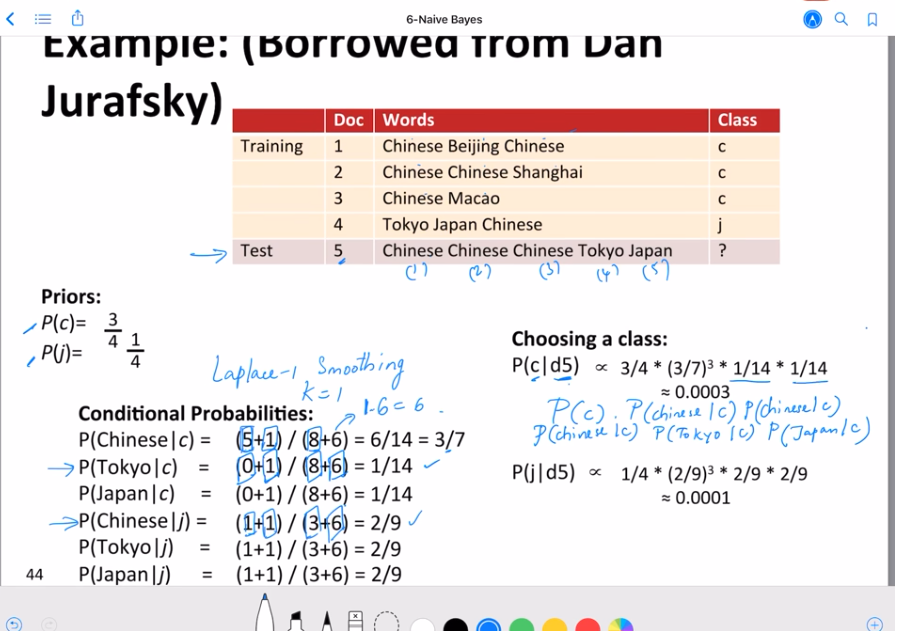 6-Naive Bayes
Example: (Borrowed from Dan
Jurafsky)
Doc Words Class
Training 1 Chinese Beijing Chinese c
2 Chinese Chinese Shanghai c
3 Chinese Macao c
4 Tokyo Japan Chinese j
Test 5 Chinese Chinese Chinese Tokyo Japan ?
(1) (2) (3) (4) (5)
Priors:
P(c)= 3/4
P(j)= 1/4
Laplace-1 Smoothing
k=1
1·6=6
Conditional Probabilities:
P(Chinese|c) = (5+1) / (8+6) = 6/14 = 3/7
P(Tokyo|c) = (0+1) / (8+6) = 1/14
P(Japan|c) = (0+1) / (8+6) = 1/14
P(Chinese|j) = (1+1) / (3+6) = 2/9
P(Tokyo|j) = (1+1) / (3+6) = 2/9
P(Japan|j) = (1+1) / (3+6) = 2/9
Choosing a class:
P(c|d5) ∝ 3/4 * (3/7)³ * 1/14 * 1/14
≈ 0.0003
P(c) . P(chinese|c) P(chinese|c)
P(chinese|c) P(Tokyo|c) P(Japan|c)
P(j|d5) ∝ 1/4 * (2/9)³ * 2/9 * 2/9
≈ 0.0001
44